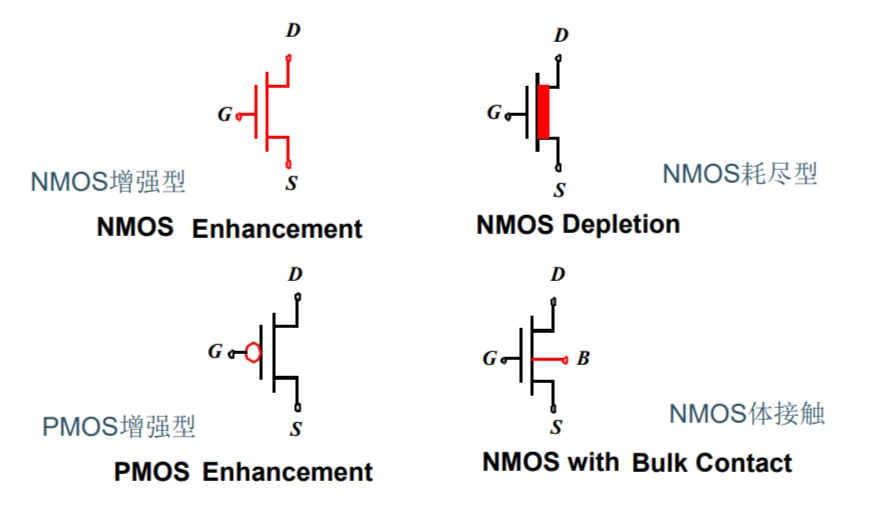 D
G
S
NMOS增强型
NMOS Enhancement
D
G
S
NMOS耗尽型
NMOS Depletion
D
G
S
PMOS增强型
PMOS Enhancement
D
G
B
S
NMOS体接触
NMOS with Bulk Contact